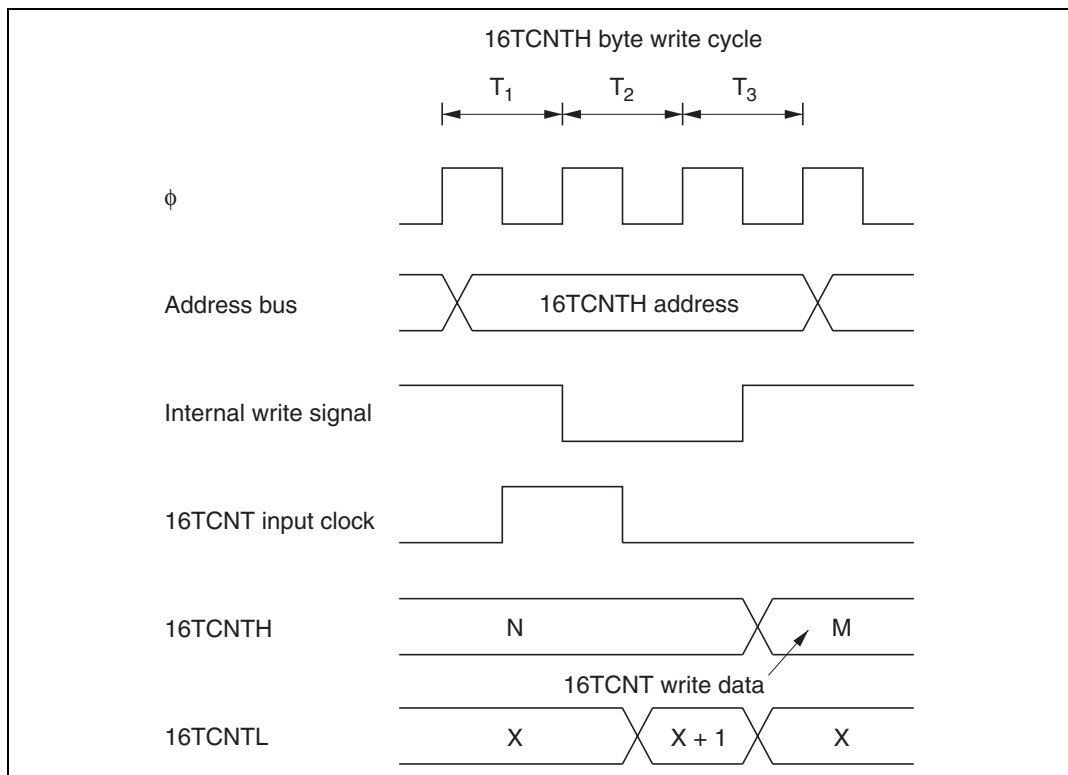 16TCNTH byte write cycle
T1 T2 T3
φ
Address bus 16TCNTH address
Internal write signal
16TCNT input clock
16TCNTH N M
16TCNT write data
16TCNTL X X + 1 X